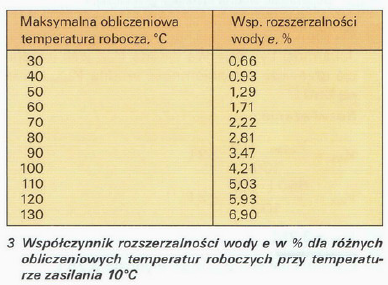 Maksymalna obliczeniowa Wsp. rozszerzalności
temperatura robocza, °C wody e, %
30 0,66
40 0,93
50 1,29
60 1,71
70 2,22
80 2,81
90 3,47
100 4,21
110 5,03
120 5,93
130 6,90
3 Współczynnik rozszerzalności wody e w % dla różnych
obliczeniowych temperatur roboczych przy temperatu-
rze zasilania 10°C